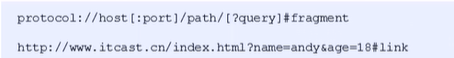 protocol://host[:port]/path/[?query]#fragment
http://www.itcast.cn/index.html?name=andy&age=18#link